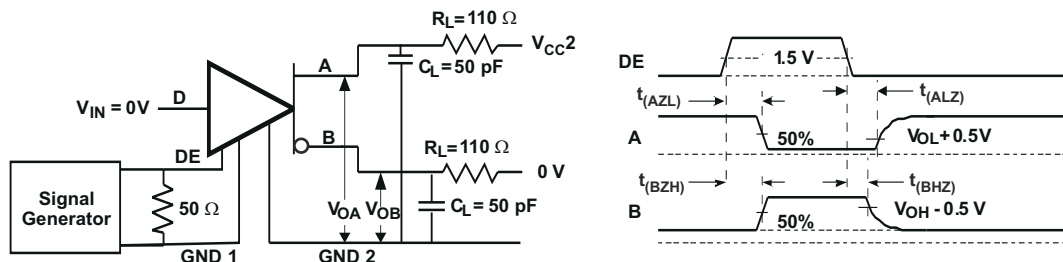 R_L=110 Ω
V_CC2
A
C_L=50 pF
V_IN = 0V
D
B
R_L=110 Ω
0 V
DE
Signal
Generator
50 Ω
V_OA
V_OB
C_L=50 pF
GND 1
GND 2
DE
1.5 V
t_(AZL)
t_(ALZ)
A
50%
V_OL+0.5V
t_(BZH)
t_(BHZ)
B
50%
V_OH-0.5V